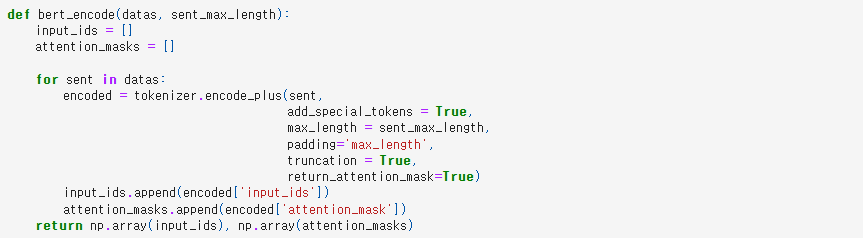 def bert_encode(datas, sent_max_length):
    input_ids = []
    attention_masks = []

    for sent in datas:
        encoded = tokenizer.encode_plus(sent,
                                        add_special_tokens = True,
                                        max_length = sent_max_length,
                                        padding='max_length',
                                        truncation = True,
                                        return_attention_mask=True)
        input_ids.append(encoded['input_ids'])
        attention_masks.append(encoded['attention_mask'])
    return np.array(input_ids), np.array(attention_masks)